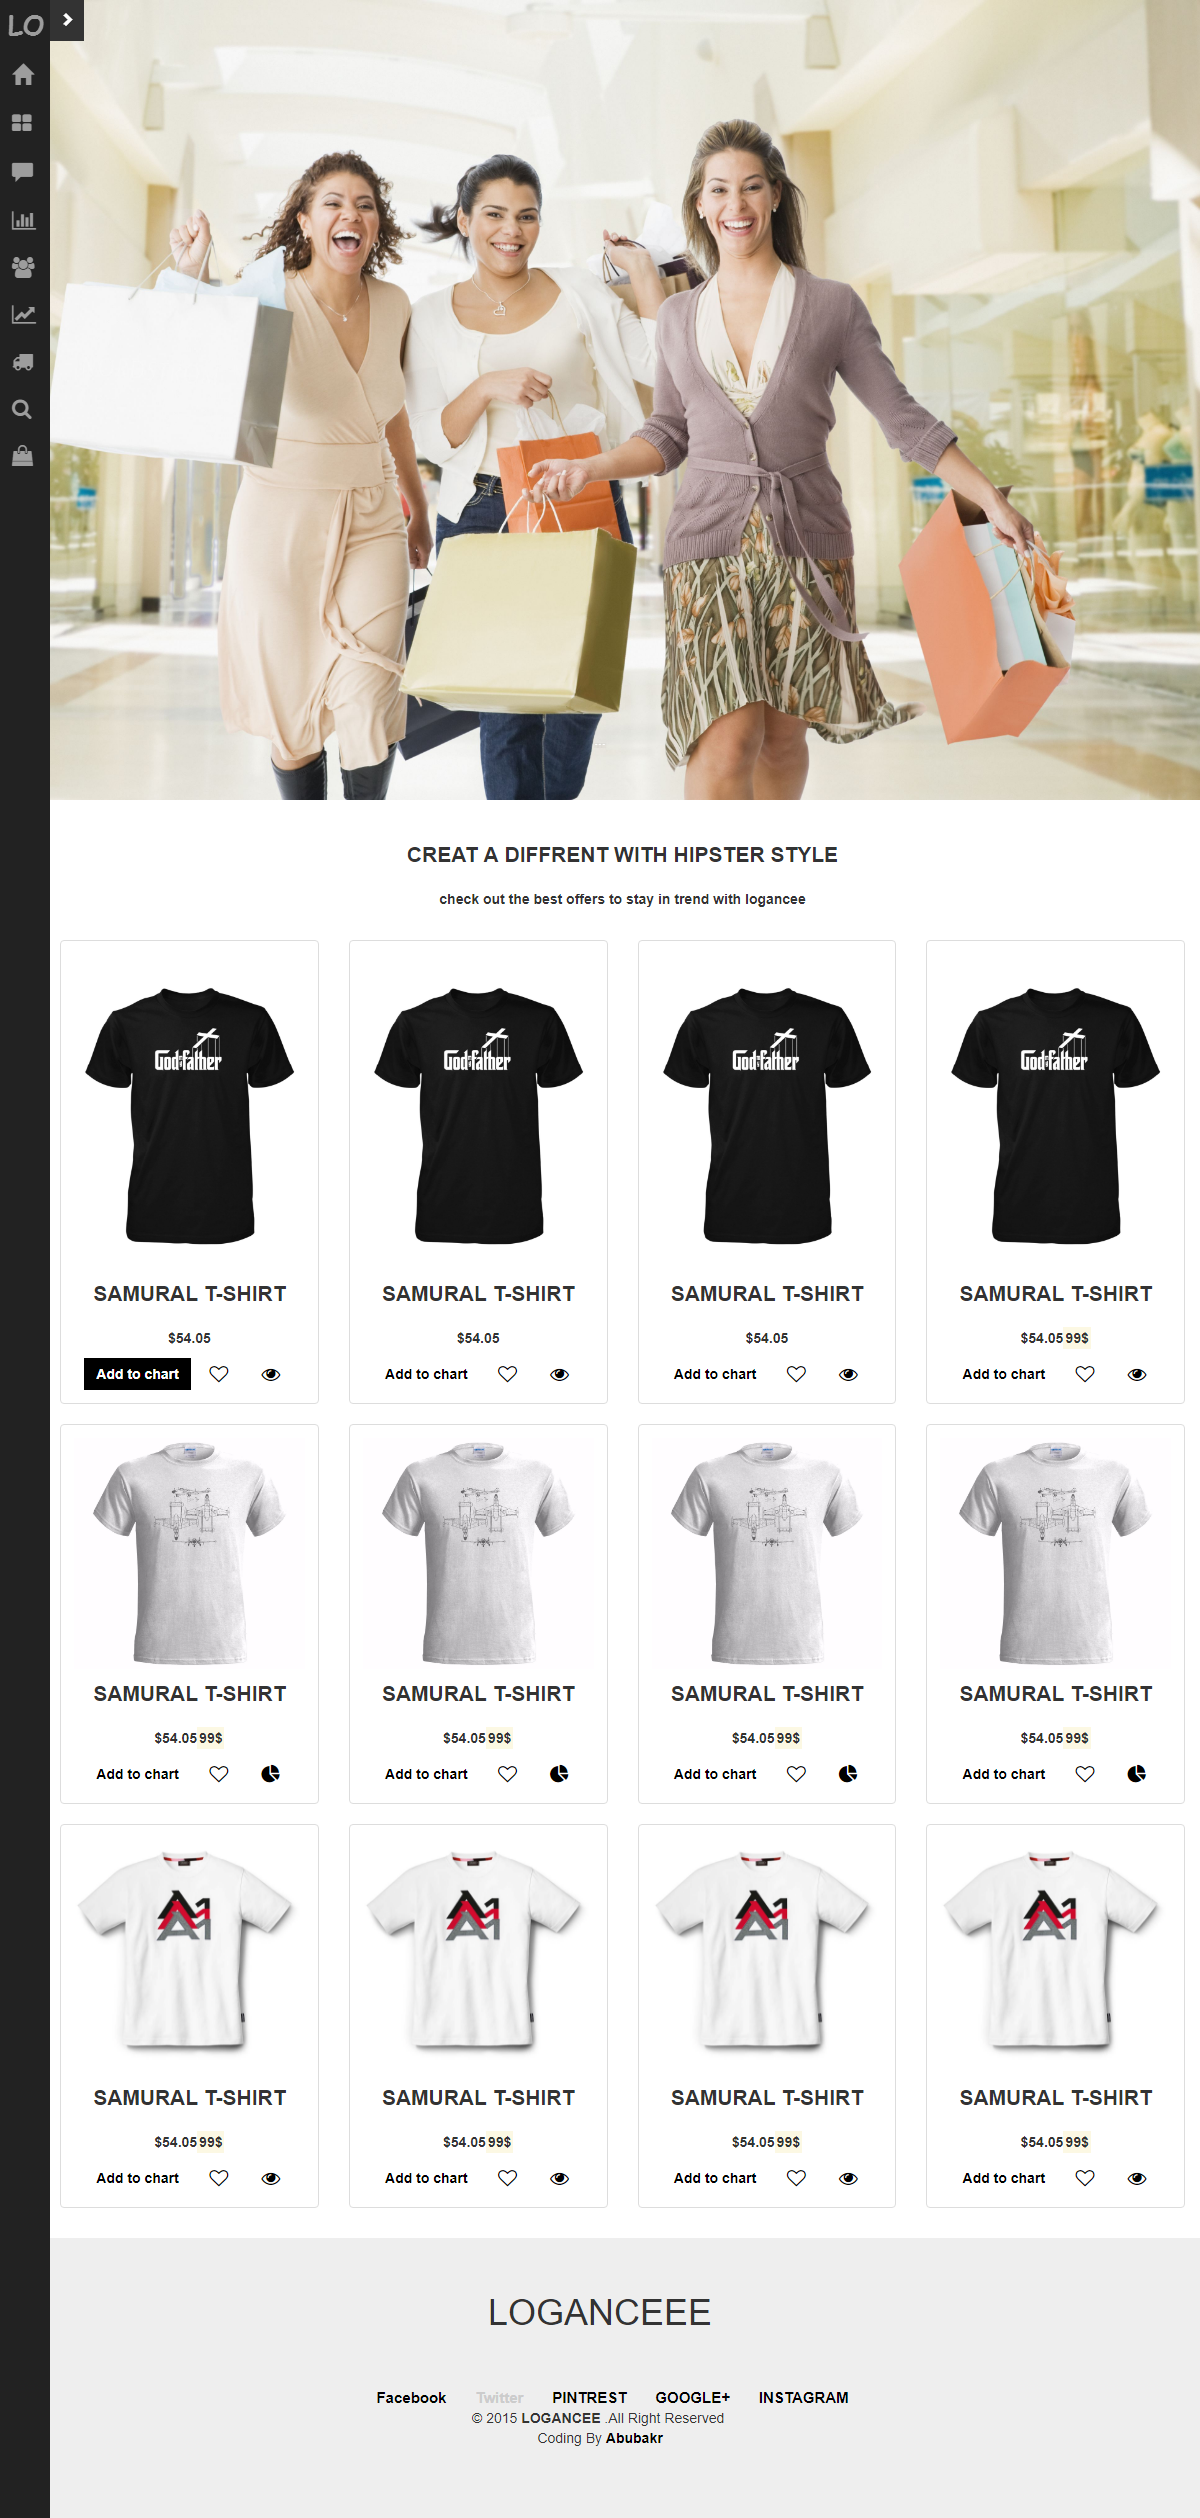 LO
CREAT A DIFFRENT WITH HIPSTER STYLE
check out the best offers to stay in trend with logancee
Godfather Godfather Godfather Godfather
SAMURAL T-SHIRT SAMURAL T-SHIRT SAMURAL T-SHIRT SAMURAL T-SHIRT
$54.05 $54.05 $54.05 $54.05 99$
Add to chart Add to chart Add to chart Add to chart
SAMURAL T-SHIRT SAMURAL T-SHIRT SAMURAL T-SHIRT SAMURAL T-SHIRT
$54.05 99$ $54.05 99$ $54.05 99$ $54.05 99$
Add to chart Add to chart Add to chart Add to chart
A1 A1 A1 A1
SAMURAL T-SHIRT SAMURAL T-SHIRT SAMURAL T-SHIRT SAMURAL T-SHIRT
$54.05 99$ $54.05 99$ $54.05 99$ $54.05 99$
Add to chart Add to chart Add to chart Add to chart
LOGANCEEE
Facebook Twitter PINTREST GOOGLE+ INSTAGRAM
© 2015 LOGANCEE .All Right Reserved
Coding By Abubakr